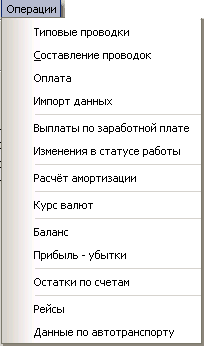 Операции
Типовые проводки
Составление проводок
Оплата
Импорт данных
Выплаты по заработной плате
Изменения в статусе работы
Расчёт амортизации
Курс валют
Баланс
Прибыль - убытки
Остатки по счетам
Рейсы
Данные по автотранспорту